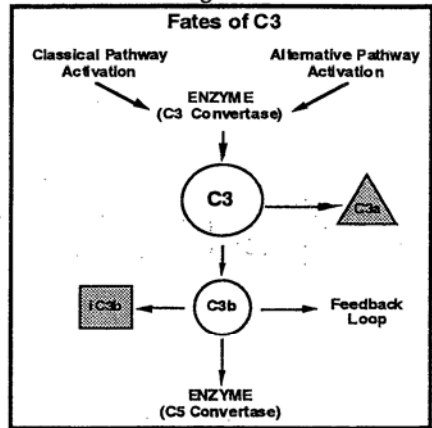 Fates of C3
Classical Pathway
Activation
Alternative Pathway
Activation
ENZYME
(C3 Convertase)
C3
C3a
iC3b
C3b
Feedback
Loop
ENZYME
(C5 Convertase)